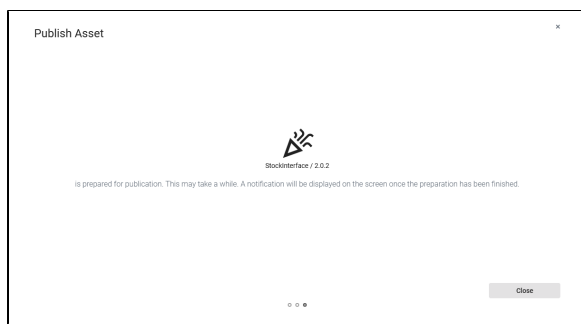 Publish Asset
×
StockInterface / 2.0.2
is prepared for publication. This may take a while. A notification will be displayed on the screen once the preparation has been finished.
Close